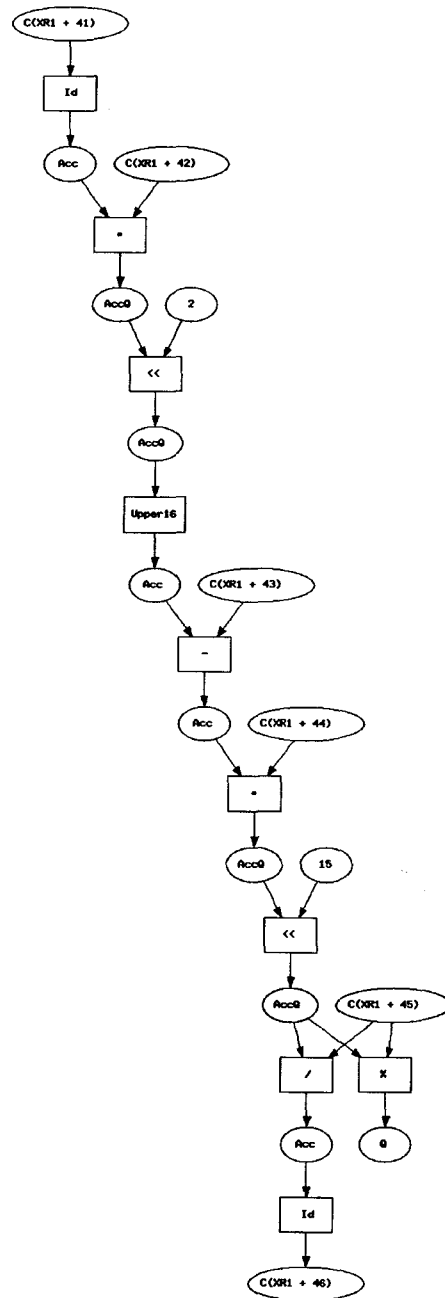 C(XR1 + 41)
Id
Acc
C(XR1 + 42)
*
AccQ
2
<<
AccQ
Upper16
Acc
C(XR1 + 43)
-
Acc
C(XR1 + 44)
*
AccQ
15
<<
AccQ
C(XR1 + 45)
/
%
Acc
Q
Id
C(XR1 + 46)